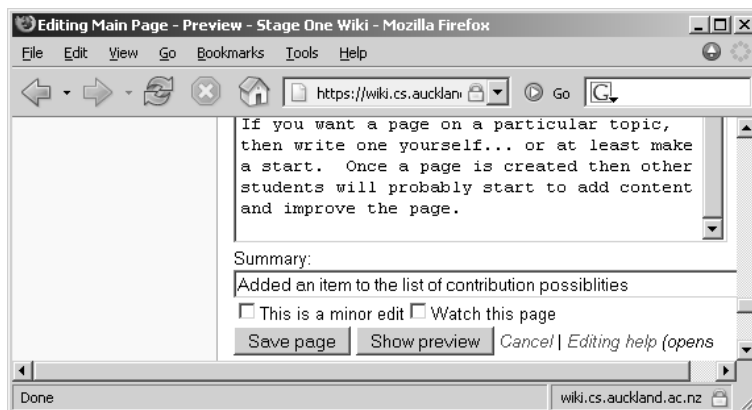 Editing Main Page - Preview - Stage One Wiki - Mozilla Firefox
File Edit View Go Bookmarks Tools Help
https://wiki.cs.aucklan Go G
If you want a page on a particular topic,
then write one yourself... or at least make
a start. Once a page is created then other
students will probably start to add content
and improve the page.
Summary:
Added an item to the list of contribution possiblities
This is a minor edit Watch this page
Save page Show preview Cancel | Editing help (opens
Done wiki.cs.auckland.ac.nz